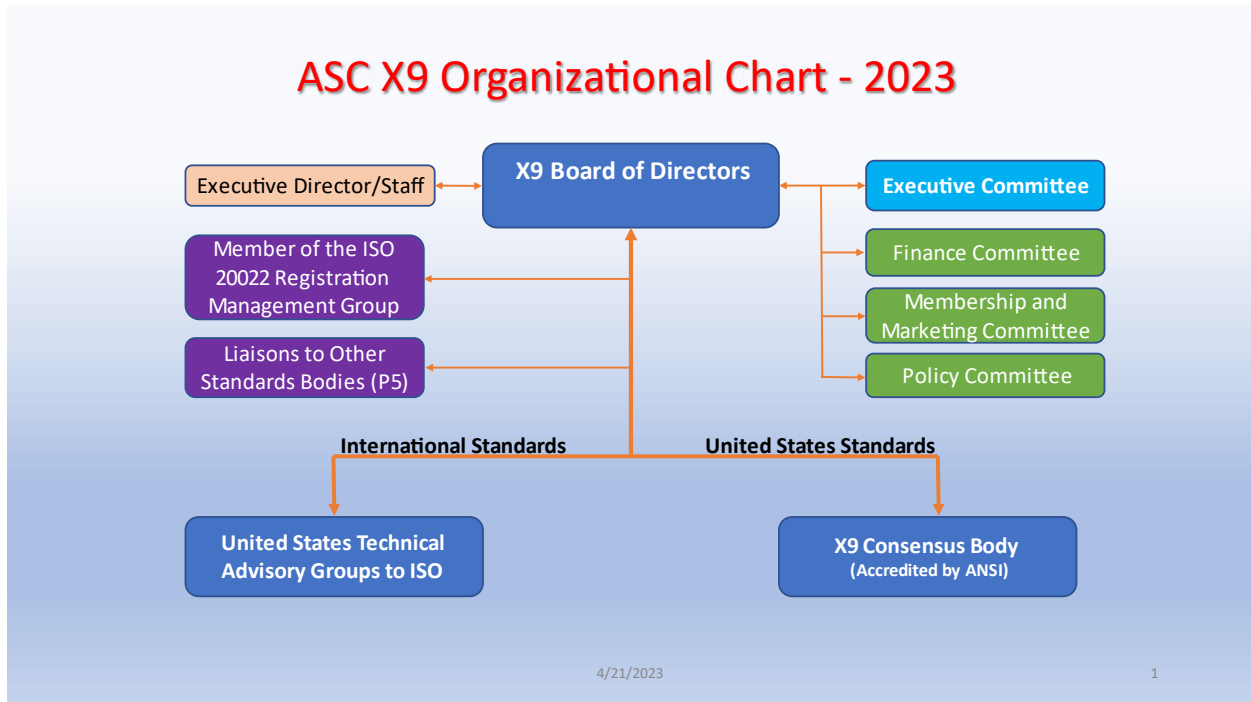 ASC X9 Organizational Chart - 2023
X9 Board of Directors
Executive Director/Staff
Executive Committee
Member of the ISO
20022 Registration
Management Group
Finance Committee
Membership and
Marketing Committee
Liaisons to Other
Standards Bodies (P5)
Policy Committee
International Standards
United States Standards
United States Technical
Advisory Groups to ISO
X9 Consensus Body
(Accredited by ANSI)
4/21/2023
1